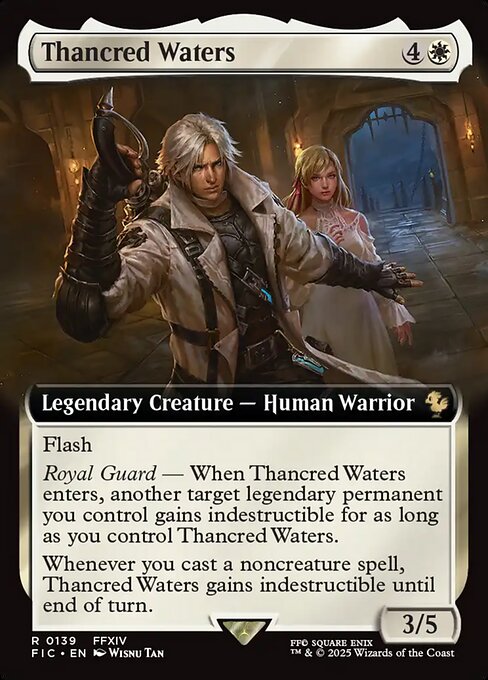 Thancred Waters 4
Legendary Creature — Human Warrior
Flash
Royal Guard — When Thancred Waters
enters, another target legendary permanent
you control gains indestructible for as long
as you control Thancred Waters.
Whenever you cast a noncreature spell,
Thancred Waters gains indestructible until
end of turn.
3/5
R 0139 FFXIV
FIC • EN Wisnu Tan
FF© SQUARE ENIX
™ & © 2025 Wizards of the Coast